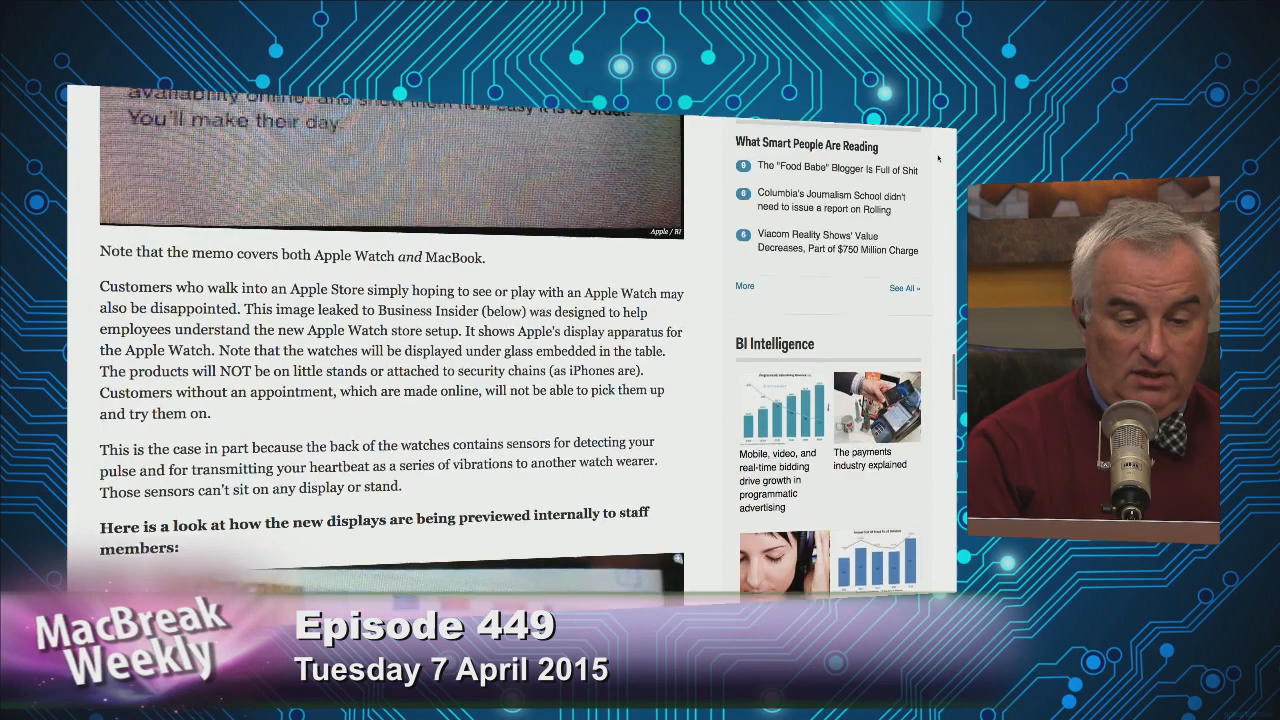 availability online, and show them how easy it is to order.
You'll make their day.
Apple / BI
Note that the memo covers both Apple Watch and MacBook.
Customers who walk into an Apple Store simply hoping to see or play with an Apple Watch may
also be disappointed. This image leaked to Business Insider (below) was designed to help
employees understand the new Apple Watch store setup. It shows Apple's display apparatus for
the Apple Watch. Note that the watches will be displayed under glass embedded in the table.
The products will NOT be on little stands or attached to security chains (as iPhones are).
Customers without an appointment, which are made online, will not be able to pick them up
and try them on.
This is the case in part because the back of the watches contains sensors for detecting your
pulse and for transmitting your heartbeat as a series of vibrations to another watch wearer.
Those sensors can't sit on any display or stand.
Here is a look at how the new displays are being previewed internally to staff
members:
What Smart People Are Reading
9 The "Food Babe" Blogger Is Full of Shit
6 Columbia's Journalism School didn't
need to issue a report on Rolling
6 Viacom Reality Shows' Value
Decreases, Part of $750 Million Charge
More
See All »
BI Intelligence
Mobile, video, and
real-time bidding
drive growth in
programmatic
advertising
The payments
industry explained
MacBreak
Weekly
Episode 449
Tuesday 7 April 2015